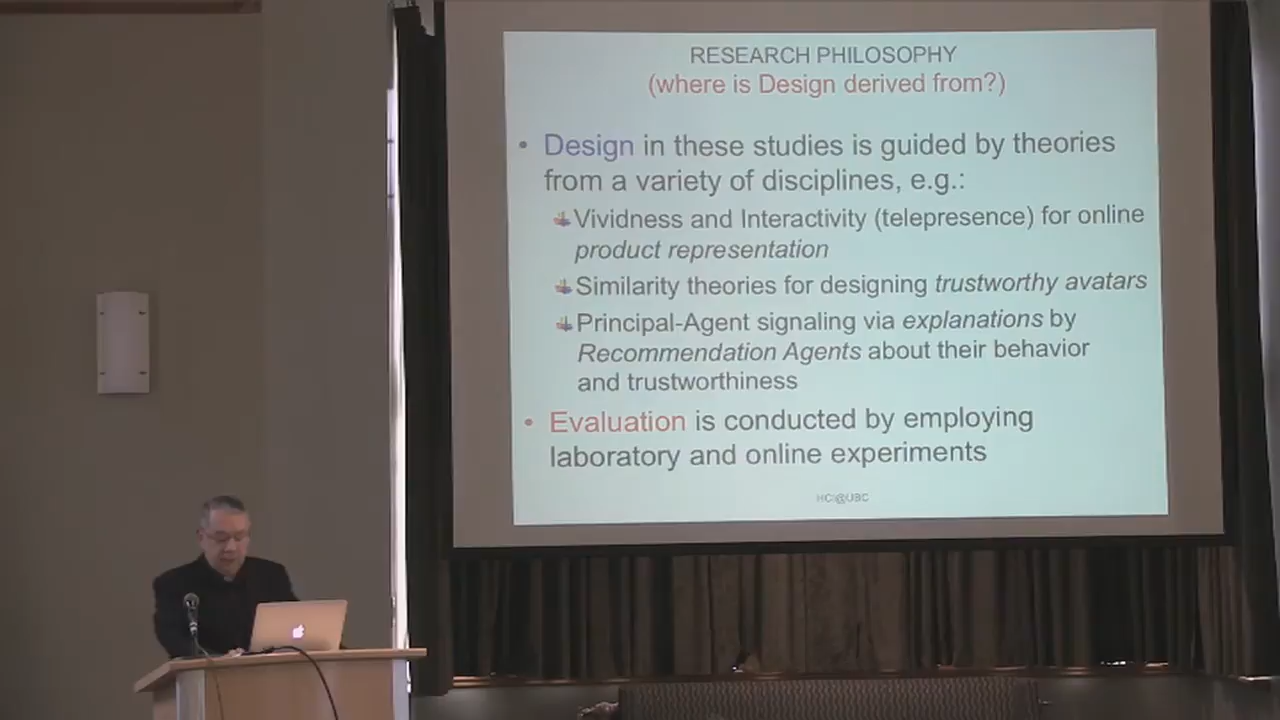 RESEARCH PHILOSOPHY
(where is Design derived from?)
• Design in these studies is guided by theories
from a variety of disciplines, e.g.:
Vividness and Interactivity (telepresence) for online
product representation
Similarity theories for designing trustworthy avatars
Principal-Agent signaling via explanations by
Recommendation Agents about their behavior
and trustworthiness
• Evaluation is conducted by employing
laboratory and online experiments
HCI@UBC